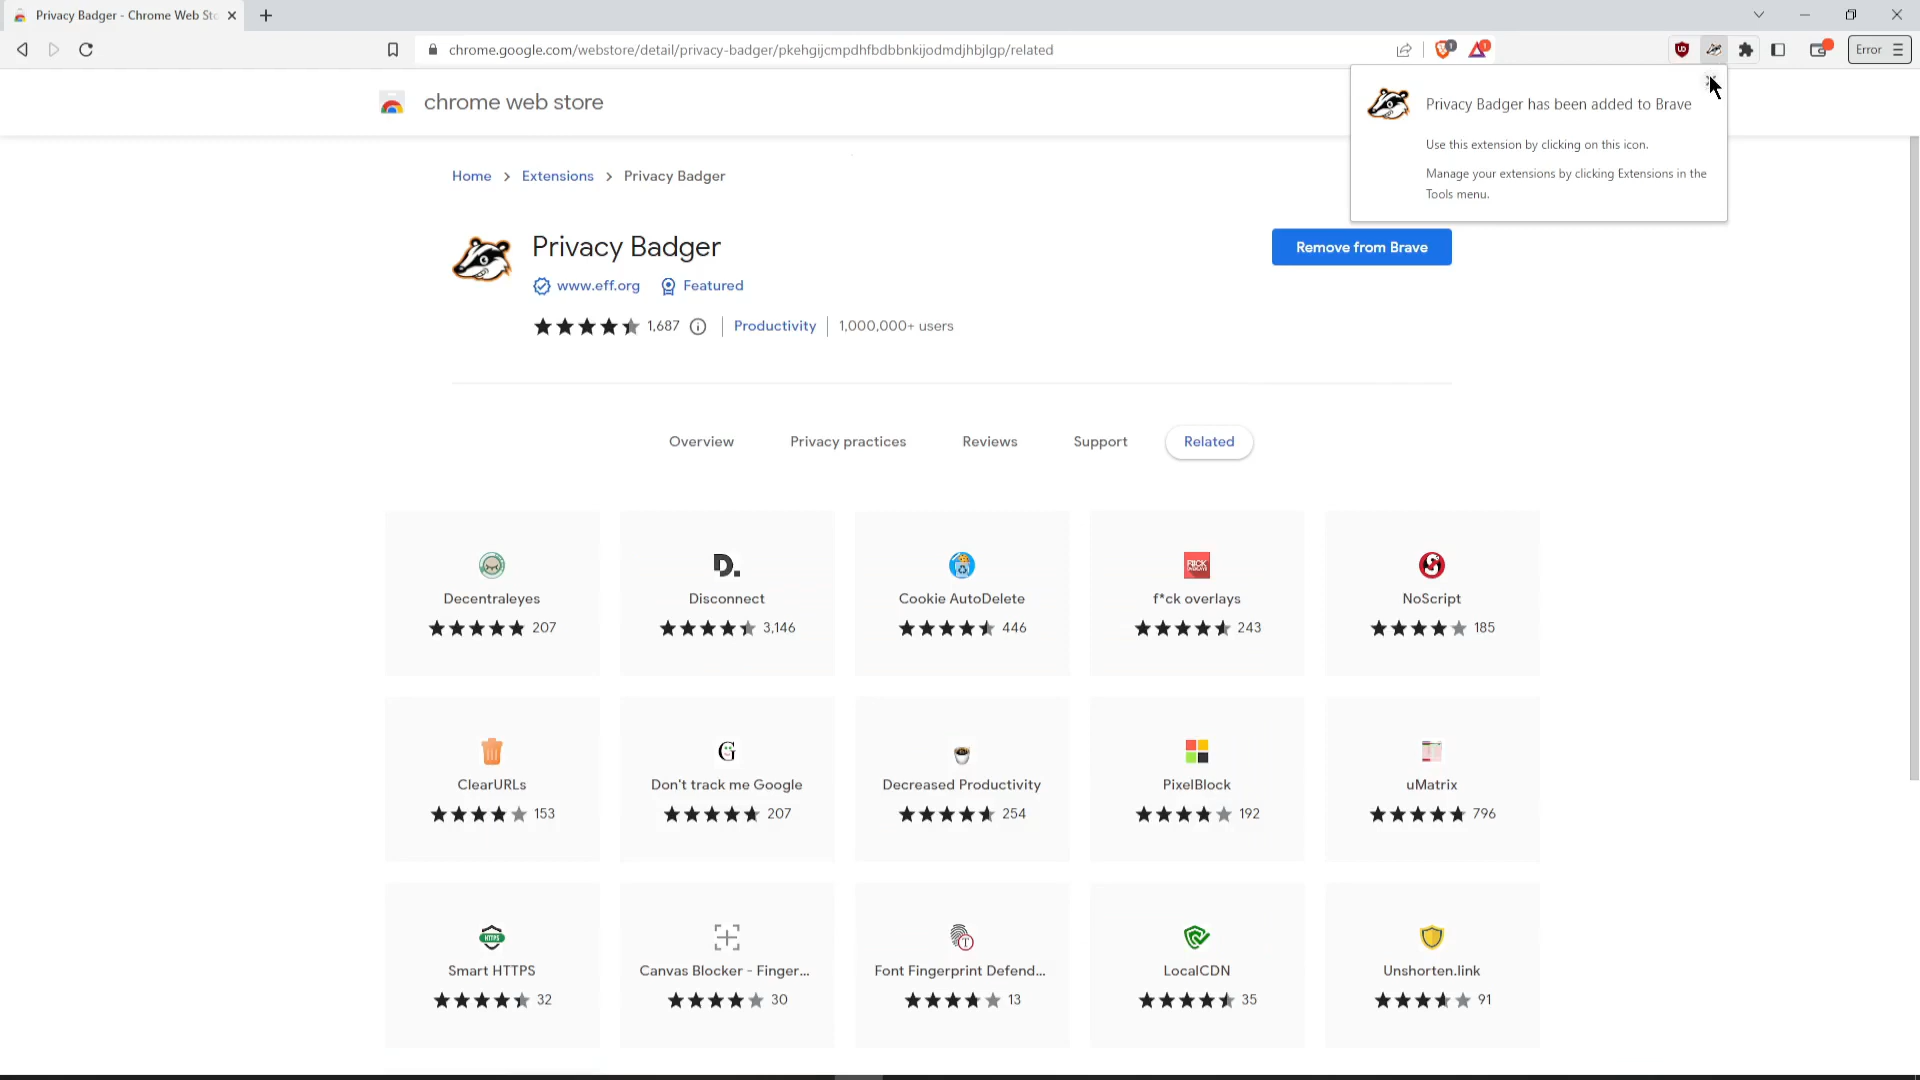 Privacy Badger - Chrome Web Sto
chrome.google.com/webstore/detail/privacy-badger/pkehgijcmpdhfbdbbnkijodmdjhbjlgp/related
1
1
Error
chrome web store
Privacy Badger has been added to Brave
Use this extension by clicking on this icon.
Manage your extensions by clicking Extensions in the
Tools menu.
Home > Extensions > Privacy Badger
Privacy Badger
Remove from Brave
www.eff.org Featured
1,687 Productivity 1,000,000+ users
Overview Privacy practices Reviews Support Related
D.
F*CK
Decentraleyes Disconnect Cookie AutoDelete f*ck overlays NoScript
207 3,146 446 243 185
G
ClearURLs Don't track me Google Decreased Productivity PixelBlock uMatrix
153 207 254 192 796
HTTPS
T
Smart HTTPS Canvas Blocker - Finger... Font Fingerprint Defend... LocalCDN Unshorten.link
32 30 13 35 91